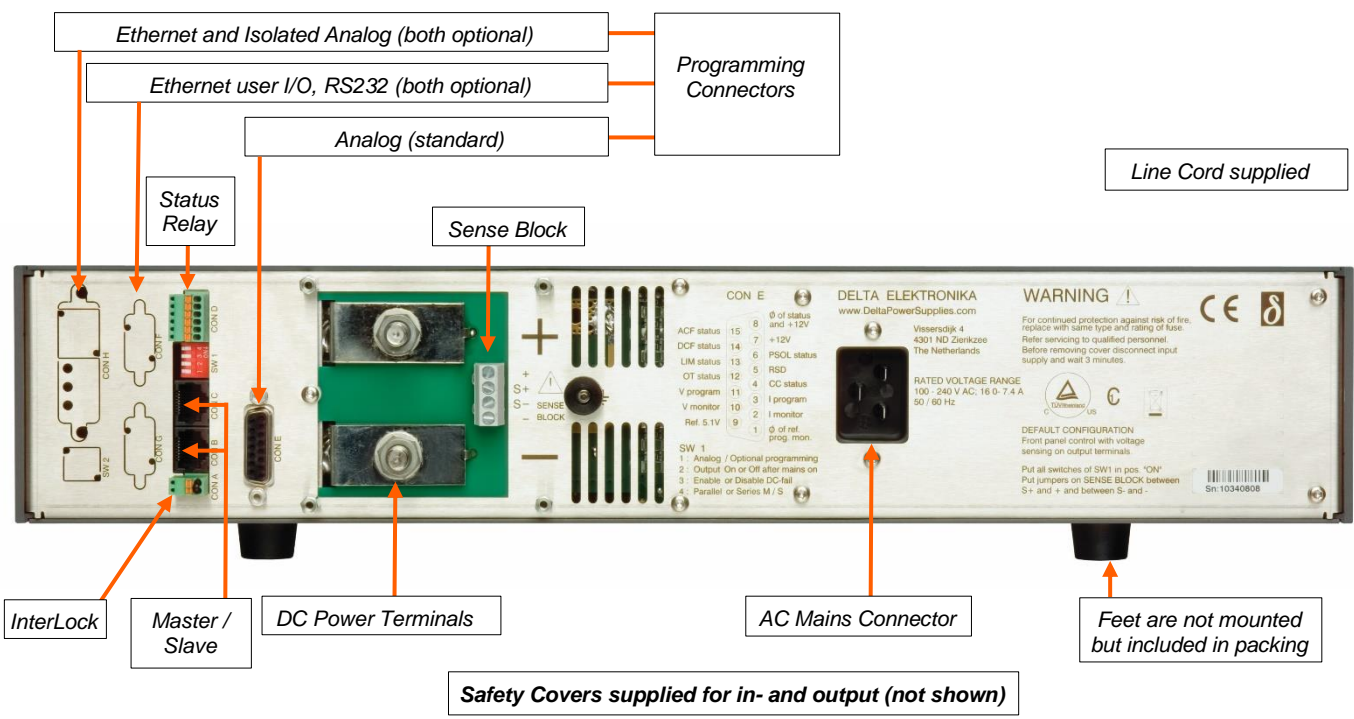 Ethernet and Isolated Analog (both optional)
Ethernet user I/O, RS232 (both optional)
Analog (standard)
Programming
Connectors
Line Cord supplied
Status
Relay
Sense Block
CON H
SW 2
CON F
CON G
CON D
SW 1
CON C
CON B
CON A
CON E
+
S+
S−
−
SENSE
BLOCK
+
−
CON E
ACF status 15
DCF status 14
LIM status 13
OT status 12
V program 11
V monitor 10
Ref. 5.1V 9
8 Ø of status
and +12V
7 +12V
6 PSOL status
5 RSD
4 CC status
3 I program
2 I monitor
1 Ø of ref.
prog. mon.
SW 1
1 : Analog / Optional programming
2 : Output On or Off after mains on
3 : Enable or Disable DC-fail
4 : Parallel or Series M / S
DELTA ELEKTRONIKA
www.DeltaPowerSupplies.com
Vissersdijk 4
4301 ND Zierikzee
The Netherlands
RATED VOLTAGE RANGE
100 - 240 V AC; 16.0- 7.4 A
50 / 60 Hz
WARNING
For continued protection against risk of fire,
replace with same type and rating of fuse.
Refer servicing to qualified personnel.
Before removing cover disconnect input
supply and wait 3 minutes.
CE δ
TÜVRheinland
C US
DEFAULT CONFIGURATION
Front panel control with voltage
sensing on output terminals.
Put all switches of SW1 in pos. "ON"
Put jumpers on SENSE BLOCK between
S+ and + and between S- and -
Sn:10340808
InterLock
Master /
Slave
DC Power Terminals
AC Mains Connector
Feet are not mounted
but included in packing
Safety Covers supplied for in- and output (not shown)